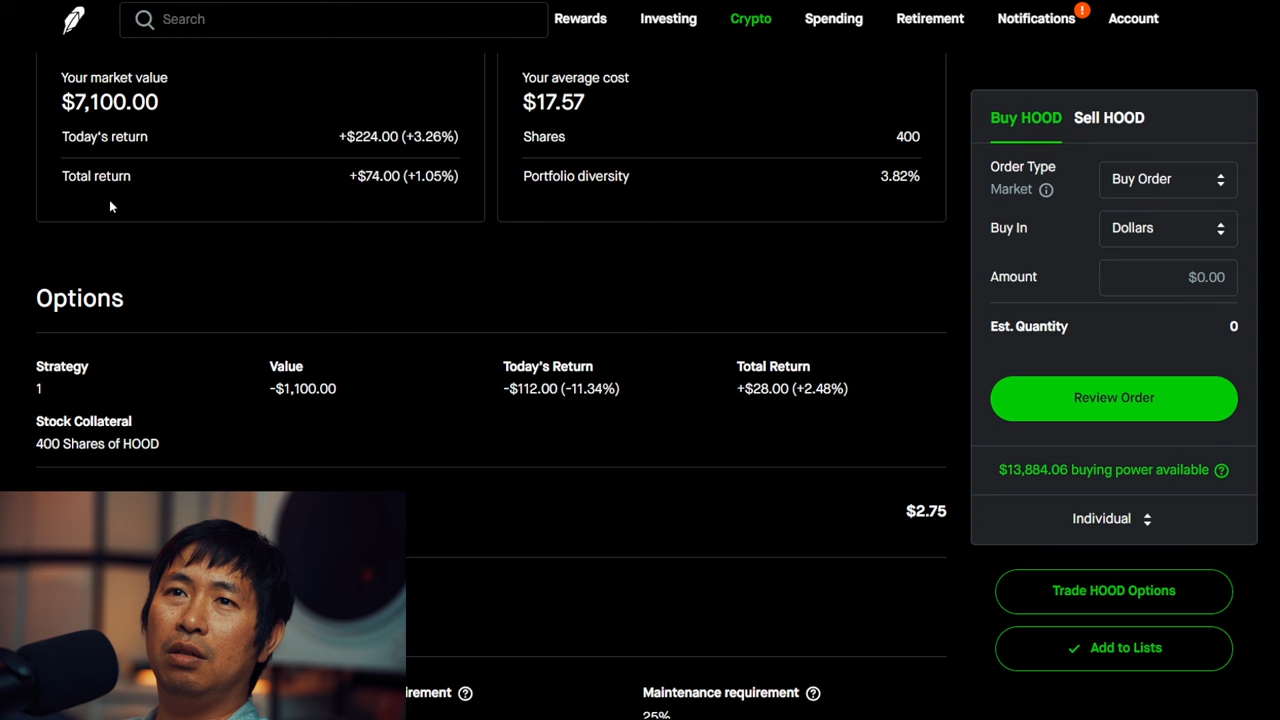 Search
Rewards
Investing
Crypto
Spending
Retirement
Notifications
!
Account
Your market value
$7,100.00
Today's return
+$224.00 (+3.26%)
Total return
+$74.00 (+1.05%)
Your average cost
$17.57
Shares
400
Portfolio diversity
3.82%
Options
Strategy
Value
Today's Return
Total Return
1
-$1,100.00
-$112.00 (-11.34%)
+$28.00 (+2.48%)
Stock Collateral
400 Shares of HOOD
$2.75
irement ?
Maintenance requirement ?
25%
Buy HOOD
Sell HOOD
Order Type
Market
Buy Order
Buy In
Dollars
Amount
$0.00
Est. Quantity
0
Review Order
$13,884.06 buying power available ?
Individual
Trade HOOD Options
Add to Lists